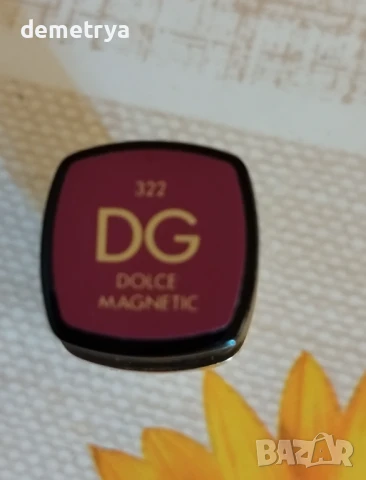 demetrya
322
DG
DOLCE
MAGNETIC
BAZAR